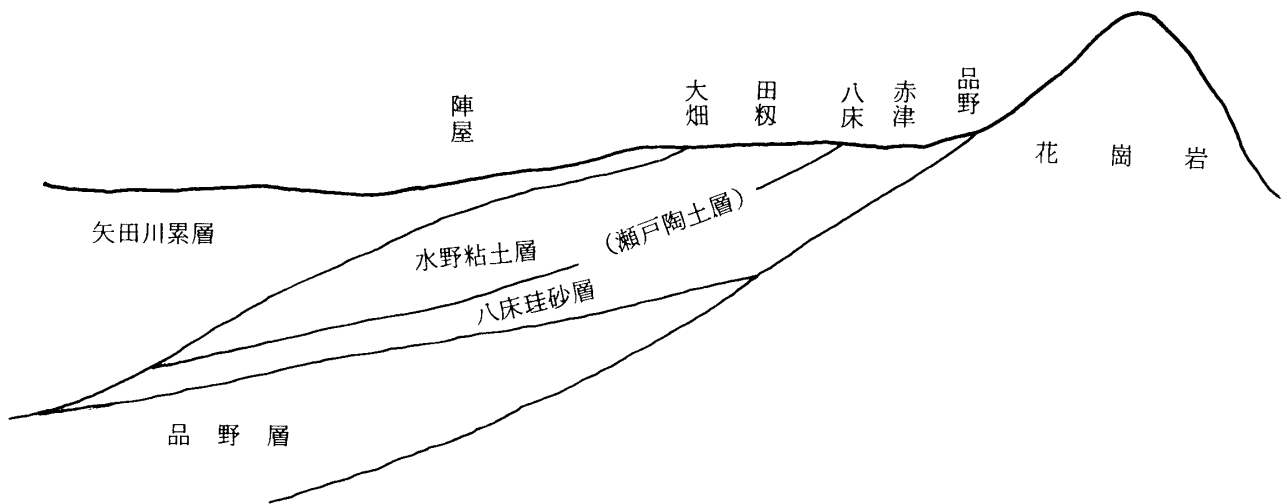 陣屋
大畑
田籾
八床
赤津
品野
花崗岩
矢田川累層
水野粘土層
(瀬戸陶土層)
八床珪砂層
品野層